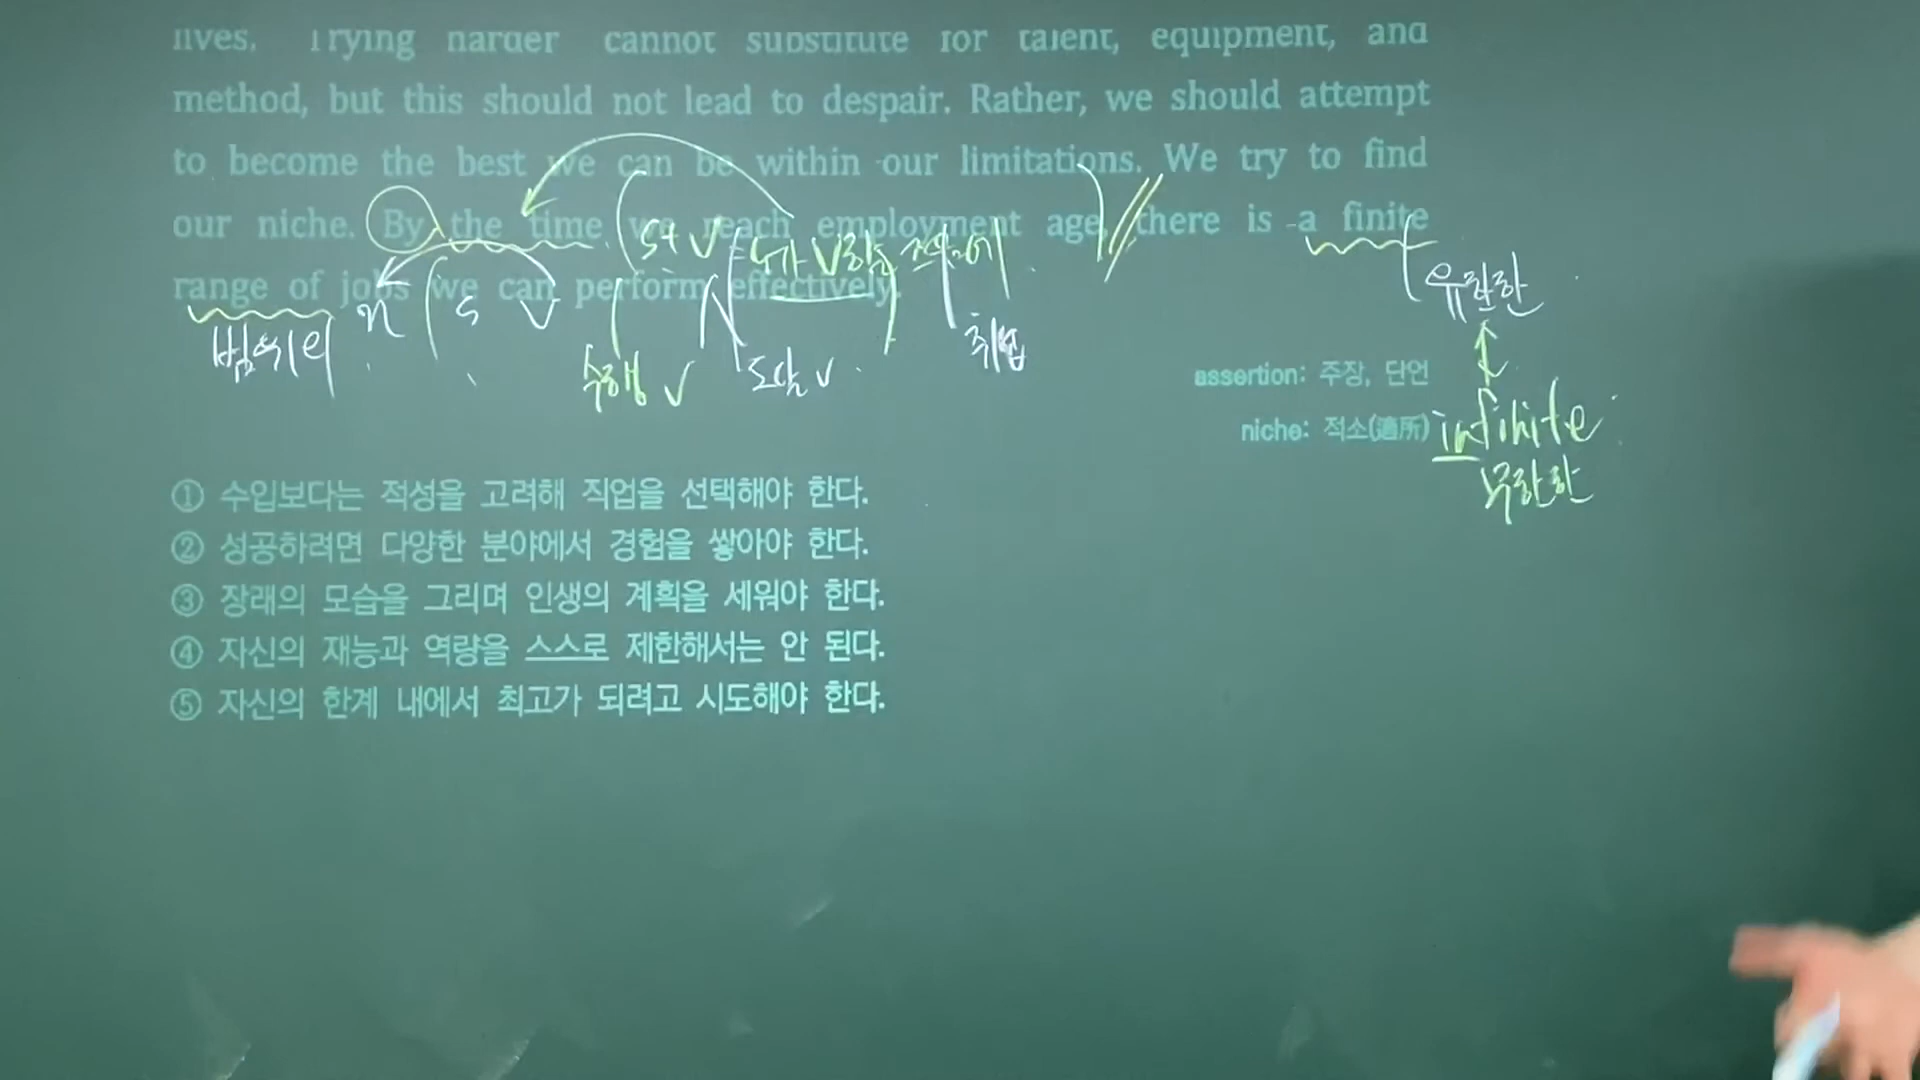 lives. Trying harder cannot substitute for talent, equipment, and
method, but this should not lead to despair. Rather, we should attempt
to become the best we can be within our limitations. We try to find
our niche. By the time we reach employment age, there is a finite
S+V 가 V할 때
range of jobs we can perform effectively.
유한한
범위의 n s V
수행 V 도달 V 취업
assertion: 주장, 단언
niche: 적소(適所)
infinite
무한한
① 수입보다는 적성을 고려해 직업을 선택해야 한다.
② 성공하려면 다양한 분야에서 경험을 쌓아야 한다.
③ 장래의 모습을 그리며 인생의 계획을 세워야 한다.
④ 자신의 재능과 역량을 스스로 제한해서는 안 된다.
⑤ 자신의 한계 내에서 최고가 되려고 시도해야 한다.